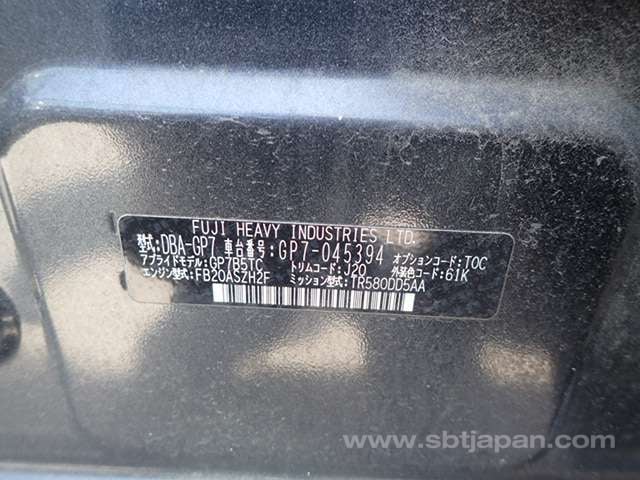 FUJI HEAVY INDUSTRIES LTD.
型式:DBA-GP7 車台番号:GP7-045394 オプションコード:TOC
アプライドモデル:GP7B5TC トリムコード:J20 外装色コード:61K
エンジン型式:FB20ASZH2F ミッション型式:TR580DD5AA
www.sbtjapan.com